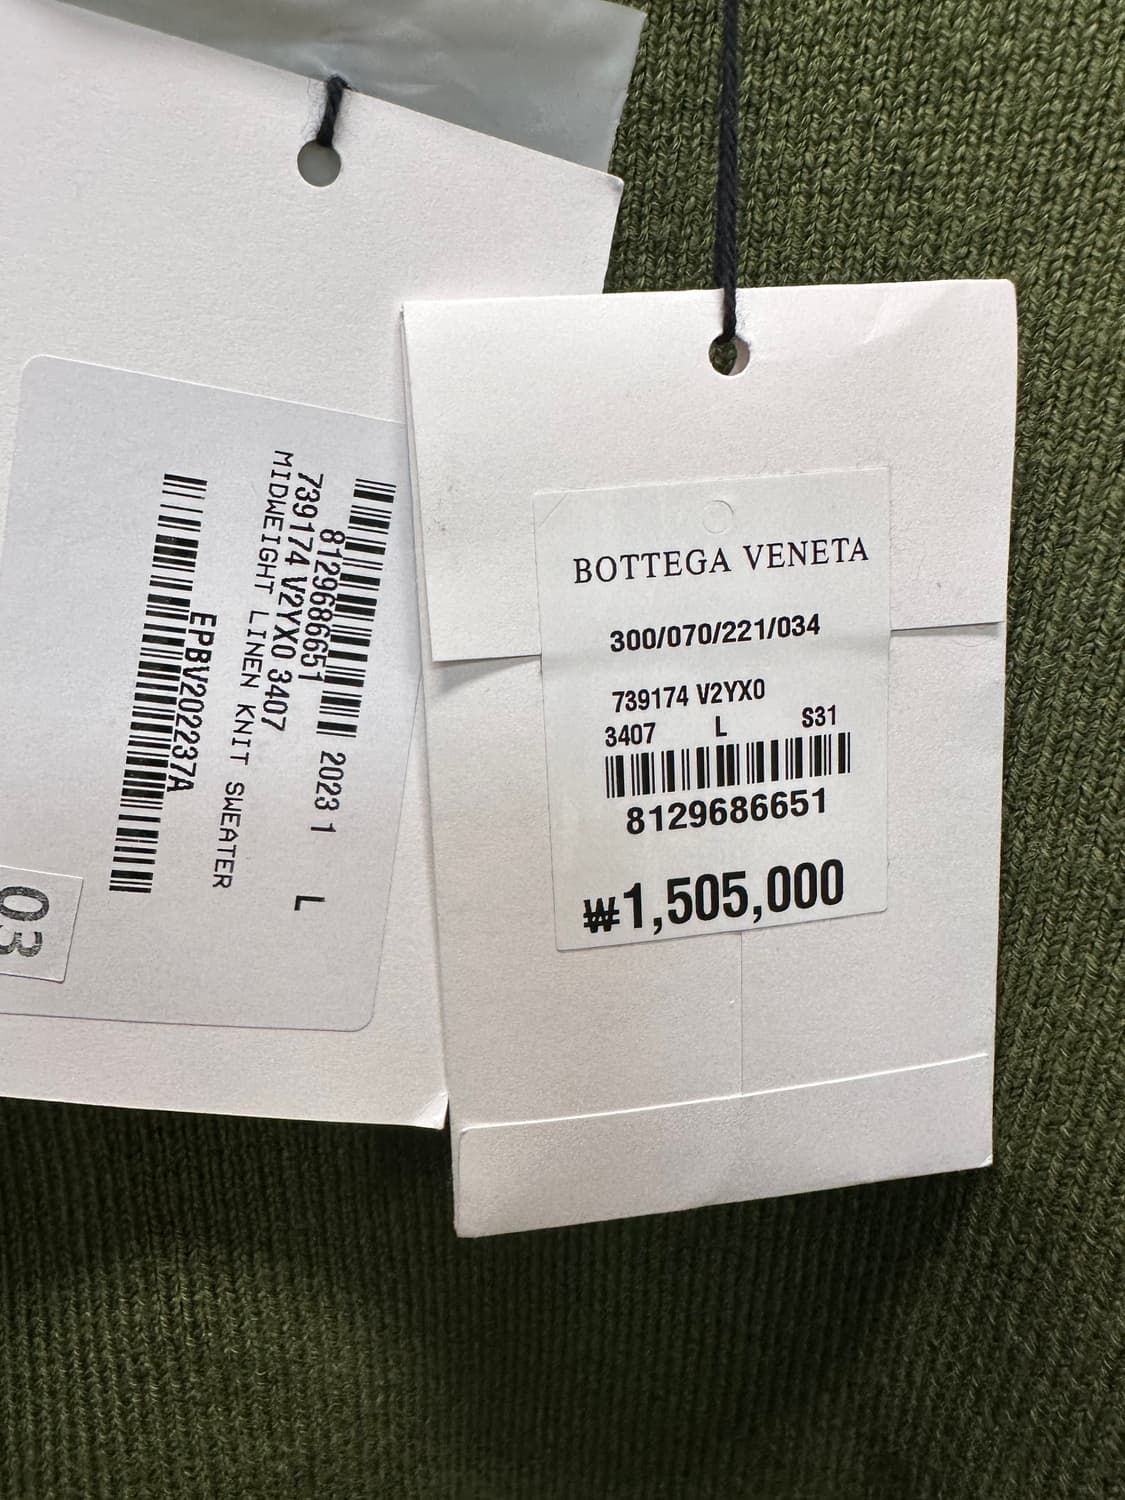 8129686651
2023 1
L
739174 V2YX0 3407
MIDWEIGHT LINEN KNIT SWEATER
EPBV202237A
03
BOTTEGA VENETA
300/070/221/034
739174 V2YX0
3407 L S31
8129686651
₩1,505,000